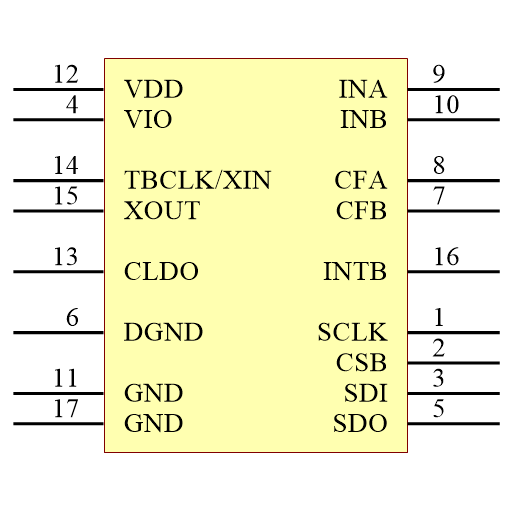 12 VDD INA 9
4 VIO INB 10
14 TBCLK/XIN CFA 8
15 XOUT CFB 7
13 CLDO INTB 16
6 DGND SCLK 1
CSB 2
11 GND SDI 3
17 GND SDO 5